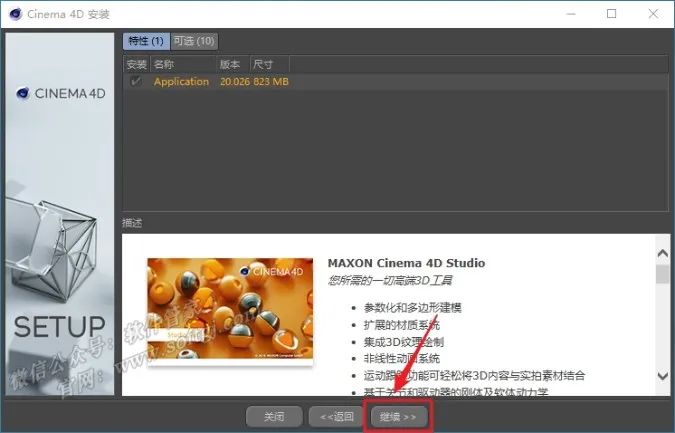 Cinema 4D 安装
特性 (1) 可选 (10)
安装 名称 版本 尺寸
Application 20.026 823 MB
CINEMA 4D
描述
CINEMA4D
MAXON Cinema 4D Studio
您所需的一切高端3D工具
• 参数化和多边形建模
• 扩展的材质系统
• 集成3D纹理绘制
• 非线性动画系统
• 运动跟踪功能可轻松将3D内容与实拍素材结合
• 基于关节和驱动器的刚体及软体动力学
Studio
SETUP
微信公众号：软件管家
官网：
关闭 <<返回 继续 >>